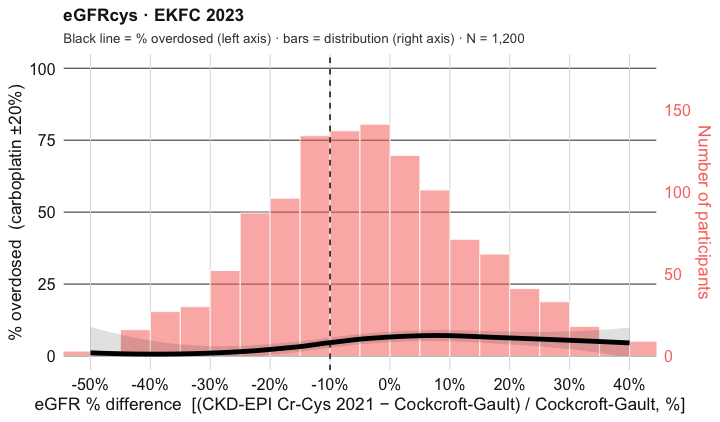 eGFRcys · EKFC 2023
Black line = % overdosed (left axis) · bars = distribution (right axis) · N = 1,200
% overdosed  (carboplatin ±20%)
100
75
50
25
0
150
100
50
0
Number of participants
-50% -40% -30% -20% -10% 0% 10% 20% 30% 40%
eGFR % difference  [(CKD-EPI Cr-Cys 2021 − Cockcroft-Gault) / Cockcroft-Gault, %]